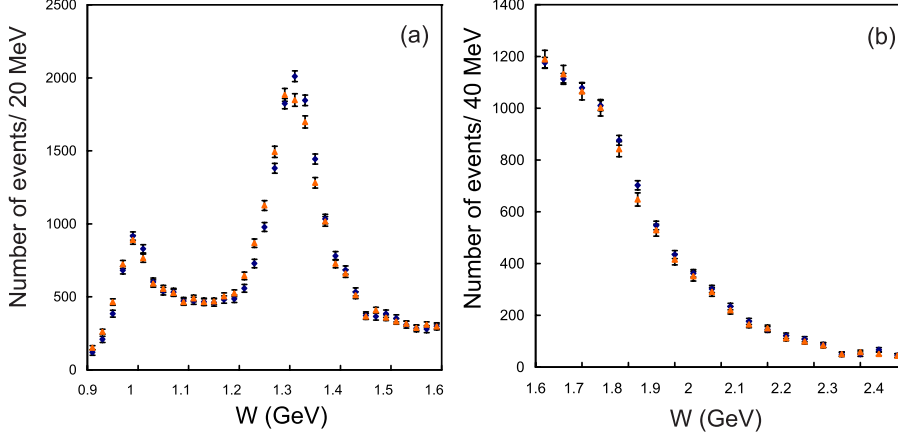 (a)
Number of events/ 20 MeV
2500
2000
1500
1000
500
0
0.9 1 1.1 1.2 1.3 1.4 1.5 1.6
W (GeV)
(b)
Number of events/ 40 MeV
1400
1200
1000
800
600
400
200
0
1.6 1.7 1.8 1.9 2 2.1 2.2 2.3 2.4
W (GeV)